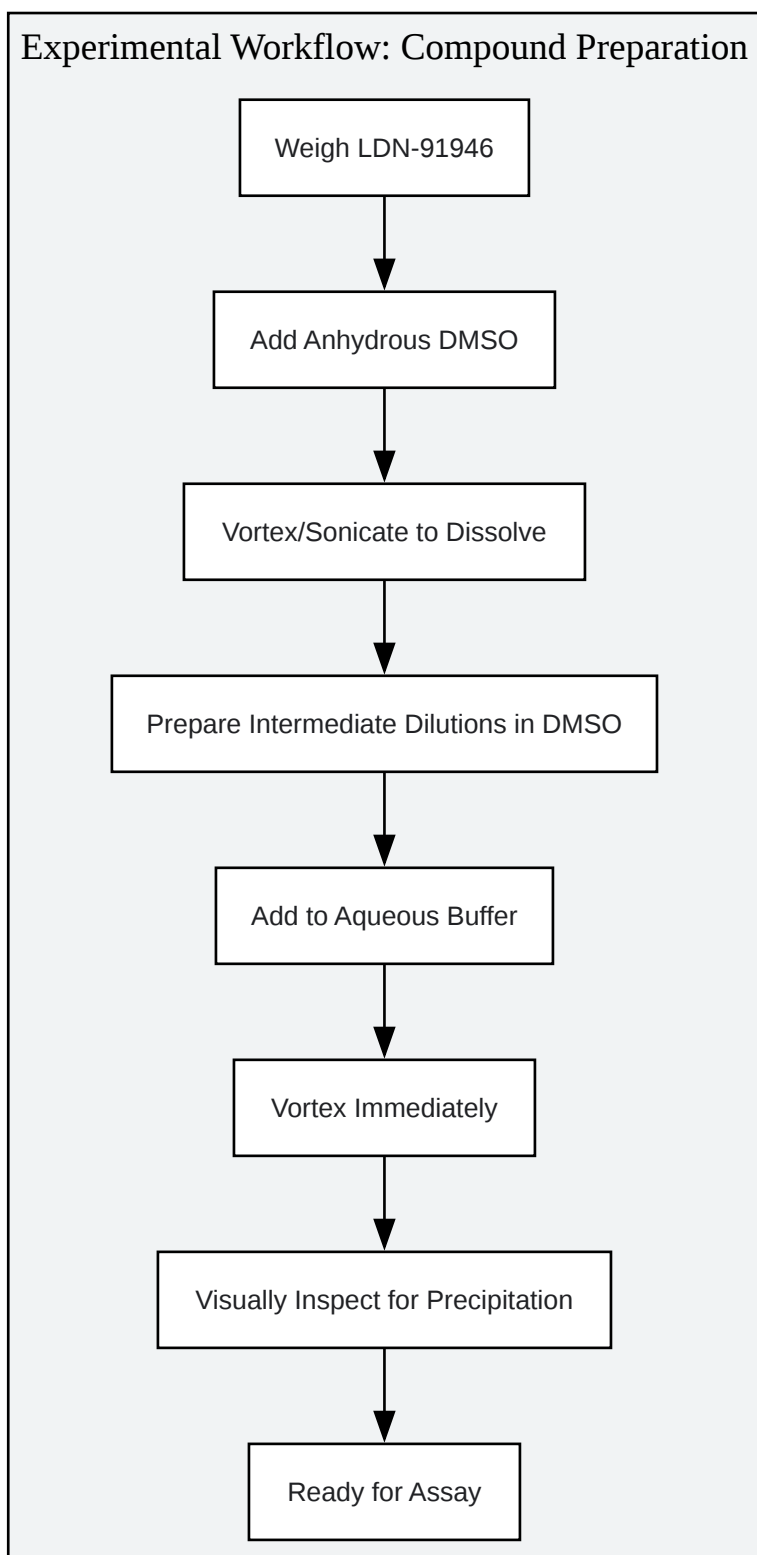 Experimental Workflow: Compound Preparation
Weigh LDN-91946
Add Anhydrous DMSO
Vortex/Sonicate to Dissolve
Prepare Intermediate Dilutions in DMSO
Add to Aqueous Buffer
Vortex Immediately
Visually Inspect for Precipitation
Ready for Assay